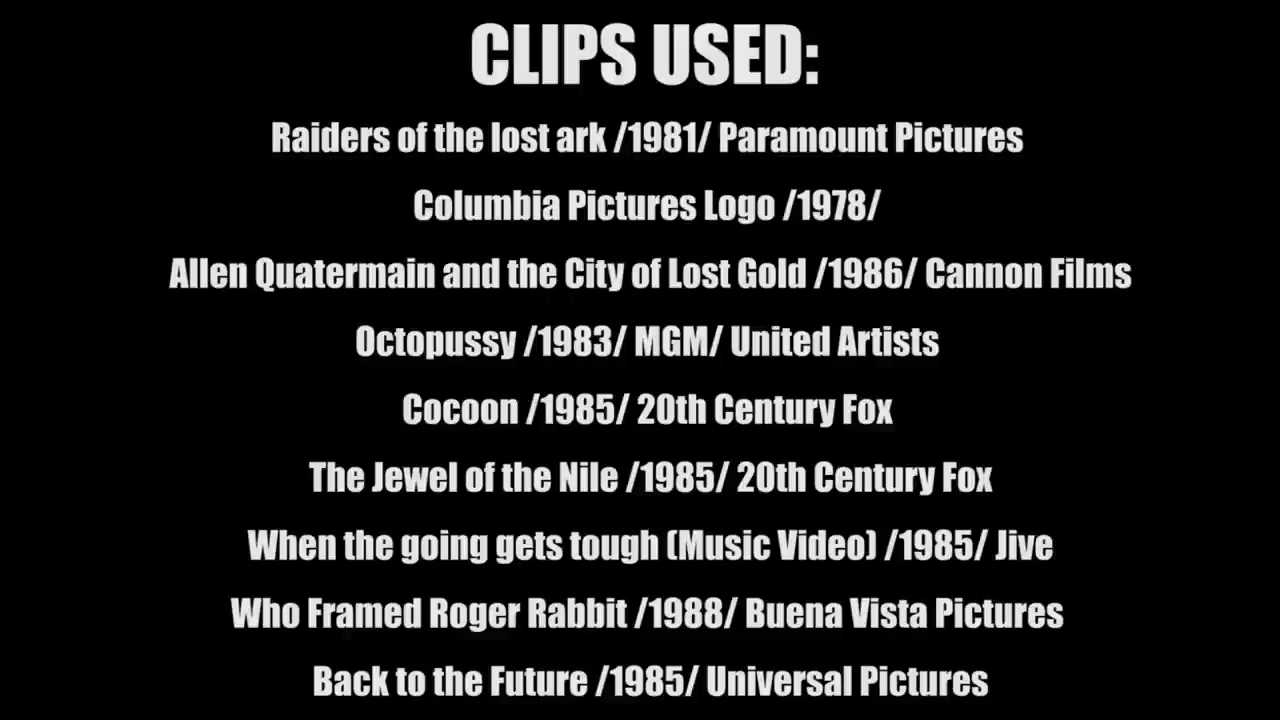 CLIPS USED:
Raiders of the lost ark /1981/ Paramount Pictures
Columbia Pictures Logo /1978/
Allen Quatermain and the City of Lost Gold /1986/ Cannon Films
Octopussy /1983/ MGM/ United Artists
Cocoon /1985/ 20th Century Fox
The Jewel of the Nile /1985/ 20th Century Fox
When the going gets tough (Music Video) /1985/ Jive
Who Framed Roger Rabbit /1988/ Buena Vista Pictures
Back to the Future /1985/ Universal Pictures